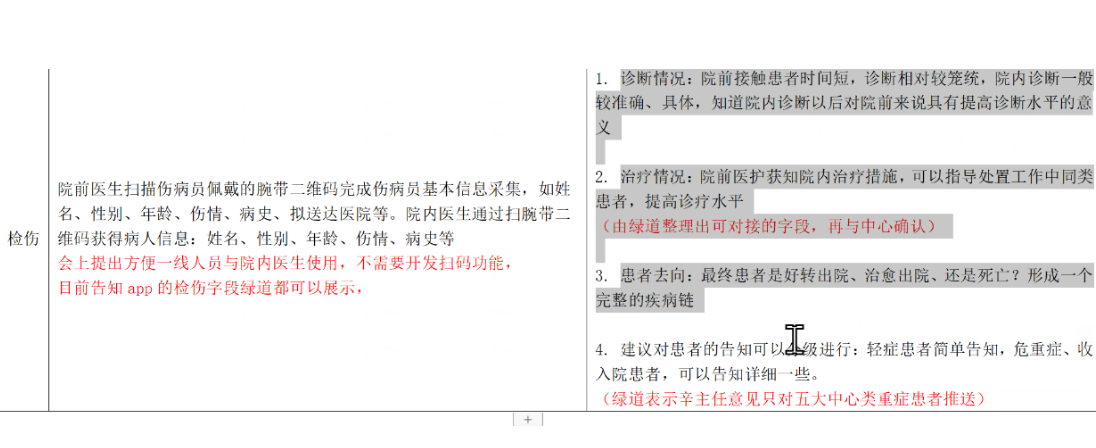 检伤
院前医生扫描伤病员佩戴的腕带二维码完成伤病员基本信息采集，如姓
名、性别、年龄、伤情、病史、拟送达医院等。院内医生通过扫腕带二
维码获得病人信息：姓名、性别、年龄、伤情、病史等
会上提出方便一线人员与院内医生使用，不需要开发扫码功能，
目前告知 app 的检伤字段绿道都可以展示，
1. 诊断情况：院前接触患者时间短，诊断相对较笼统，院内诊断一般
较准确、具体，知道院内诊断以后对院前来说具有提高诊断水平的意
义
2. 治疗情况：院前医护获知院内治疗措施，可以指导处置工作中同类
患者，提高诊疗水平
（由绿道整理出可对接的字段，再与中心确认）
3. 患者去向：最终患者是好转出院、治愈出院、还是死亡？形成一个
完整的疾病链
4. 建议对患者的告知可以 级进行：轻症患者简单告知，危重症、收
入院患者，可以告知详细一些。
（绿道表示辛主任意见只对五大中心类重症患者推送）